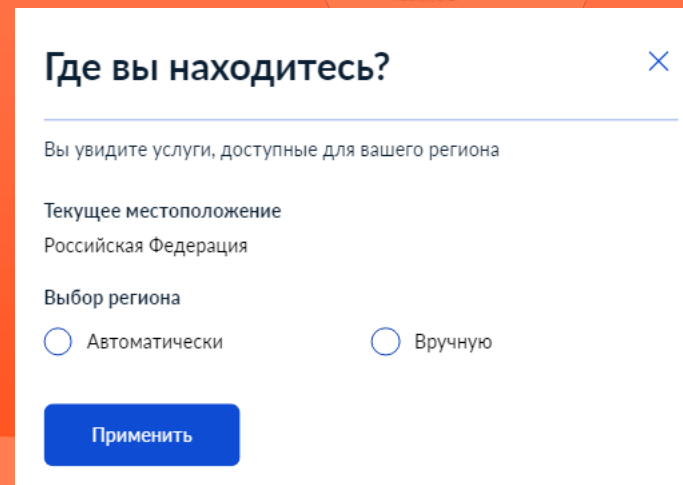 Где вы находитесь?
Вы увидите услуги, доступные для вашего региона
Текущее местоположение
Российская Федерация
Выбор региона
Автоматически Вручную
Применить